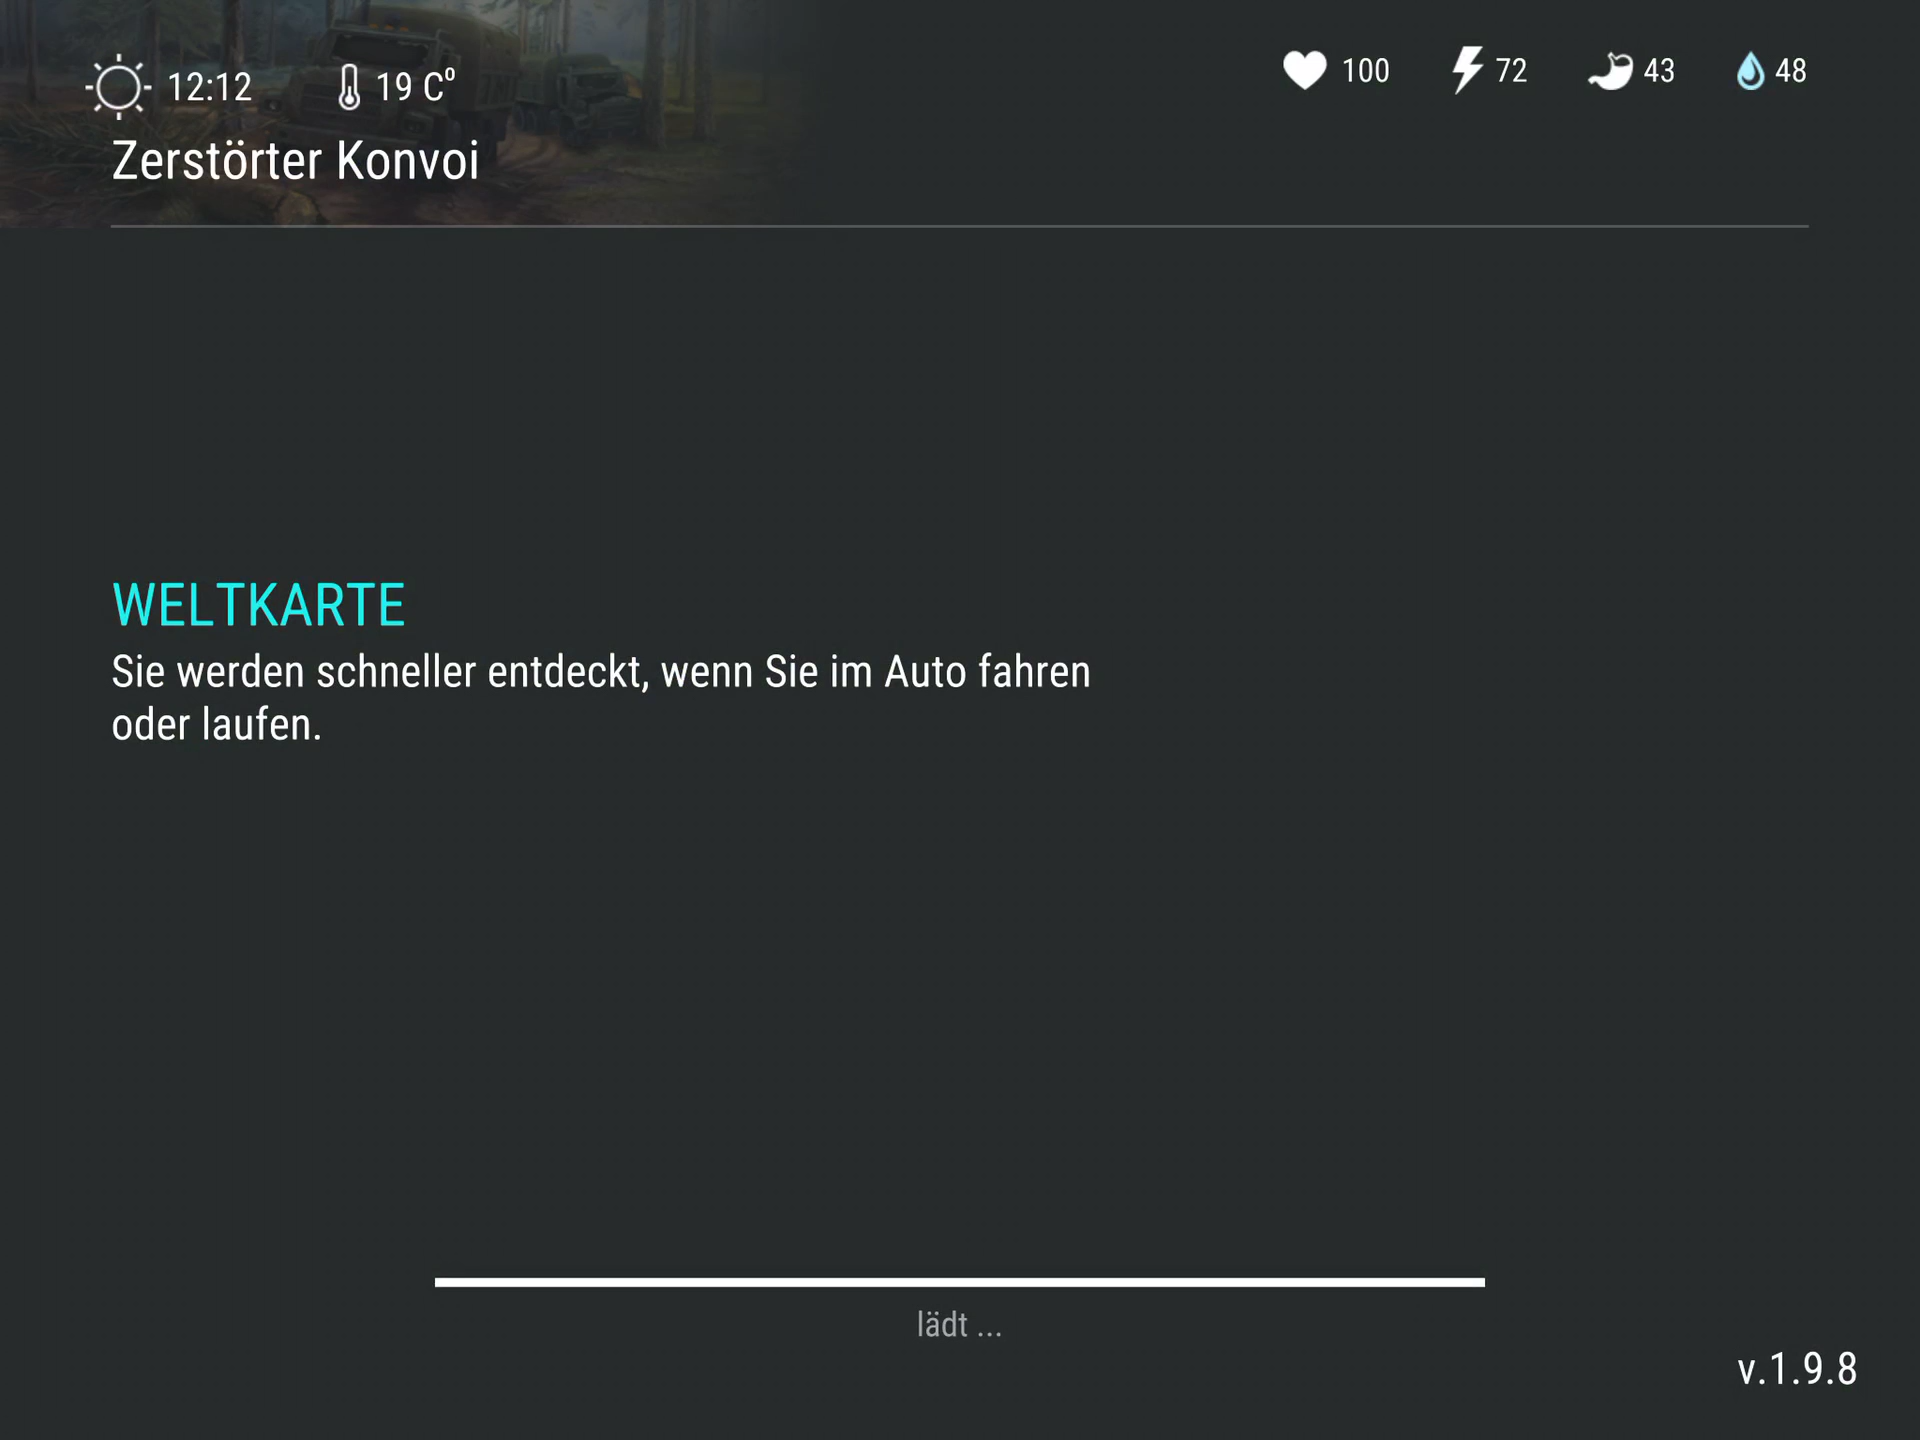 12:12 19 Cº 100 72 43 48
Zerstörter Konvoi
WELTKARTE
Sie werden schneller entdeckt, wenn Sie im Auto fahren
oder laufen.
lädt ...
v.1.9.8